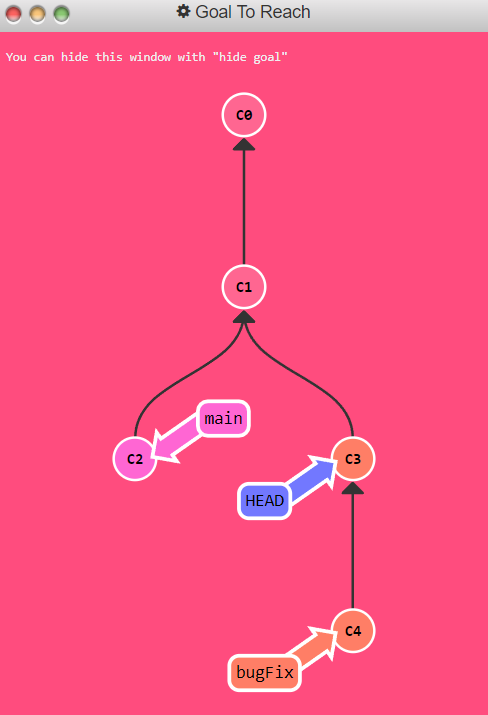 Goal To Reach
You can hide this window with "hide goal"
C0
C1
main
C2
C3
HEAD
C4
bugFix